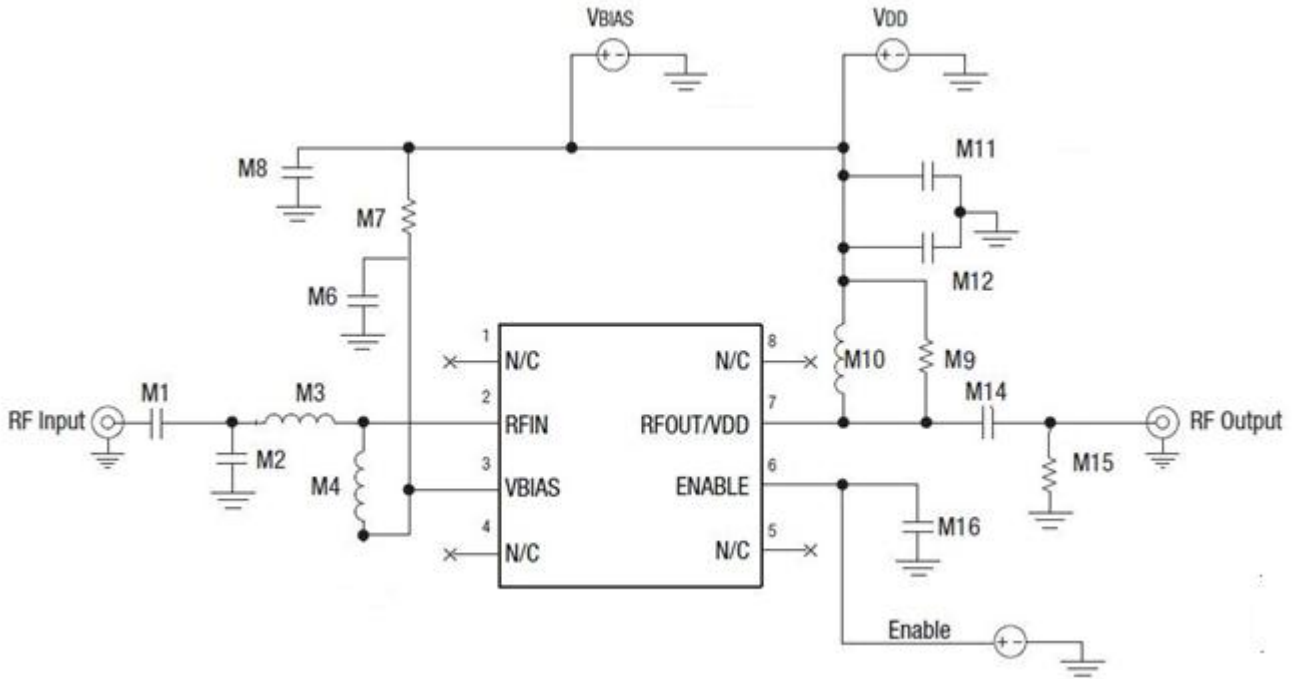 VBIAS
VDD
M8
M11
M7
M12
M6
1
N/C
8
N/C
M10
M9
RF Input
M1
M3
2
RFIN
7
RFOUT/VDD
M14
RF Output
M2
M4
3
VBIAS
6
ENABLE
M15
4
N/C
5
N/C
M16
Enable